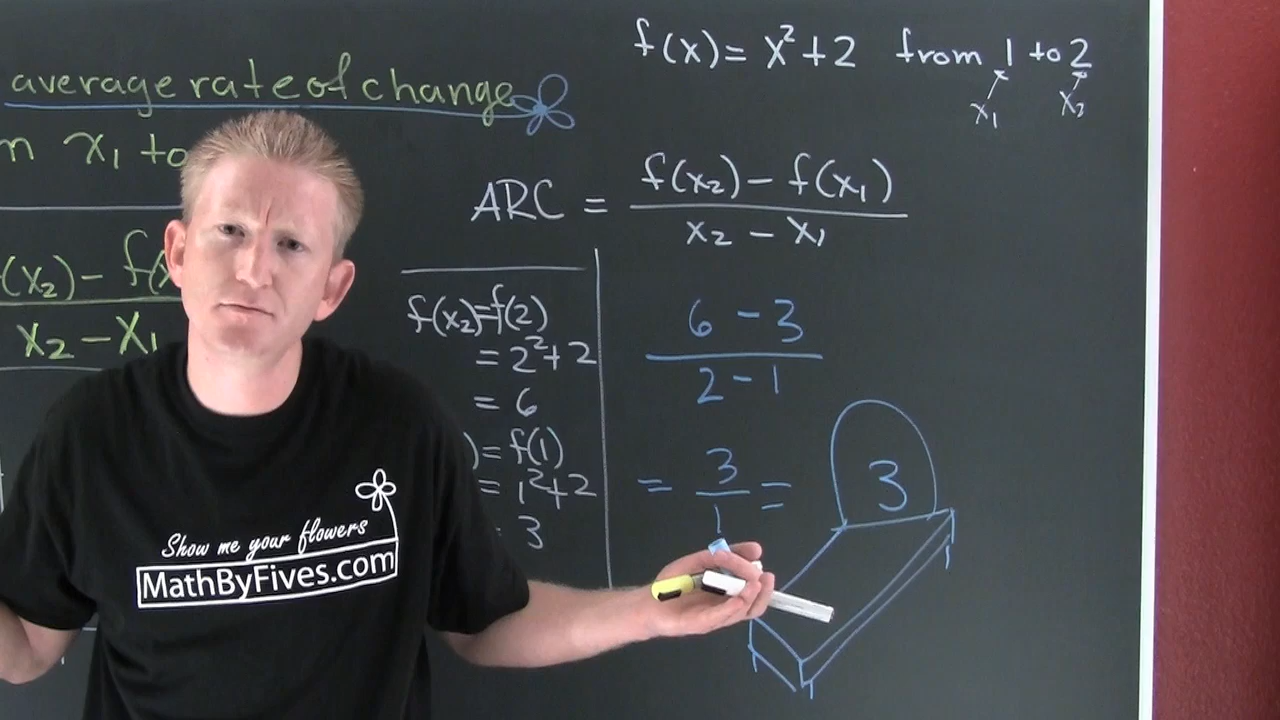 average rate of change
x₁ to
(x₂) – f(
x₂ – x₁
f(x) = x² + 2 from 1 to 2
x₁ x₂
ARC = f(x₂) – f(x₁)
x₂ – x₁
f(x₂) = f(2)
= 2² + 2
= 6
) = f(1)
= 1² + 2
3
6 – 3
2 – 1
= 3 = 3
1
Show me your flowers
MathByFives.com